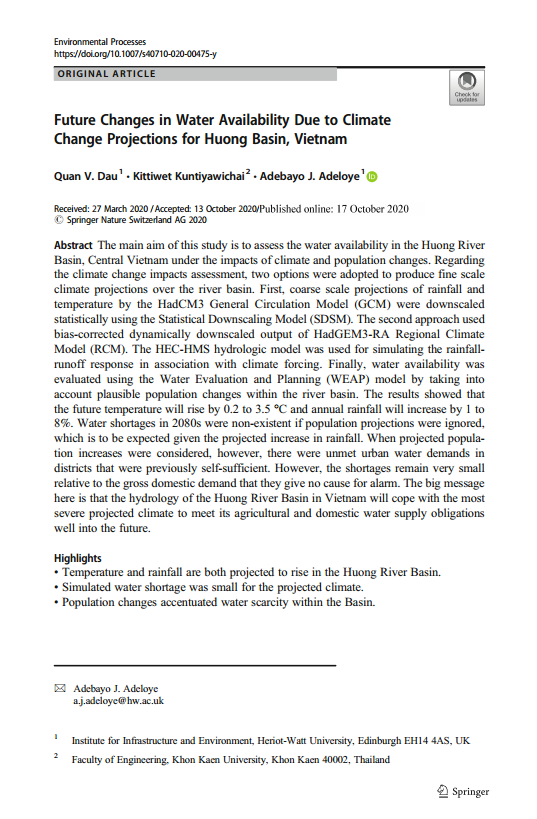 Environmental Processes
https://doi.org/10.1007/s40710-020-00475-y
ORIGINAL ARTICLE
Check for
updates
Future Changes in Water Availability Due to Climate
Change Projections for Huong Basin, Vietnam
Quan V. Dau 1 • Kittiwet Kuntiyawichai 2 • Adebayo J. Adeloye 1 iD
Received: 27 March 2020 /Accepted: 13 October 2020/Published online: 17 October 2020
© Springer Nature Switzerland AG 2020
Abstract The main aim of this study is to assess the water availability in the Huong River
Basin, Central Vietnam under the impacts of climate and population changes. Regarding
the climate change impacts assessment, two options were adopted to produce fine scale
climate projections over the river basin. First, coarse scale projections of rainfall and
temperature by the HadCM3 General Circulation Model (GCM) were downscaled
statistically using the Statistical Downscaling Model (SDSM). The second approach used
bias-corrected dynamically downscaled output of HadGEM3-RA Regional Climate
Model (RCM). The HEC-HMS hydrologic model was used for simulating the rainfall-
runoff response in association with climate forcing. Finally, water availability was
evaluated using the Water Evaluation and Planning (WEAP) model by taking into
account plausible population changes within the river basin. The results showed that
the future temperature will rise by 0.2 to 3.5 °C and annual rainfall will increase by 1 to
8%. Water shortages in 2080s were non-existent if population projections were ignored,
which is to be expected given the projected increase in rainfall. When projected popula-
tion increases were considered, however, there were unmet urban water demands in
districts that were previously self-sufficient. However, the shortages remain very small
relative to the gross domestic demand that they give no cause for alarm. The big message
here is that the hydrology of the Huong River Basin in Vietnam will cope with the most
severe projected climate to meet its agricultural and domestic water supply obligations
well into the future.
Highlights
• Temperature and rainfall are both projected to rise in the Huong River Basin.
• Simulated water shortage was small for the projected climate.
• Population changes accentuated water scarcity within the Basin.
Adebayo J. Adeloye
a.j.adeloye@hw.ac.uk
1 Institute for Infrastructure and Environment, Heriot-Watt University, Edinburgh EH14 4AS, UK
2 Faculty of Engineering, Khon Kaen University, Khon Kaen 40002, Thailand
Springer